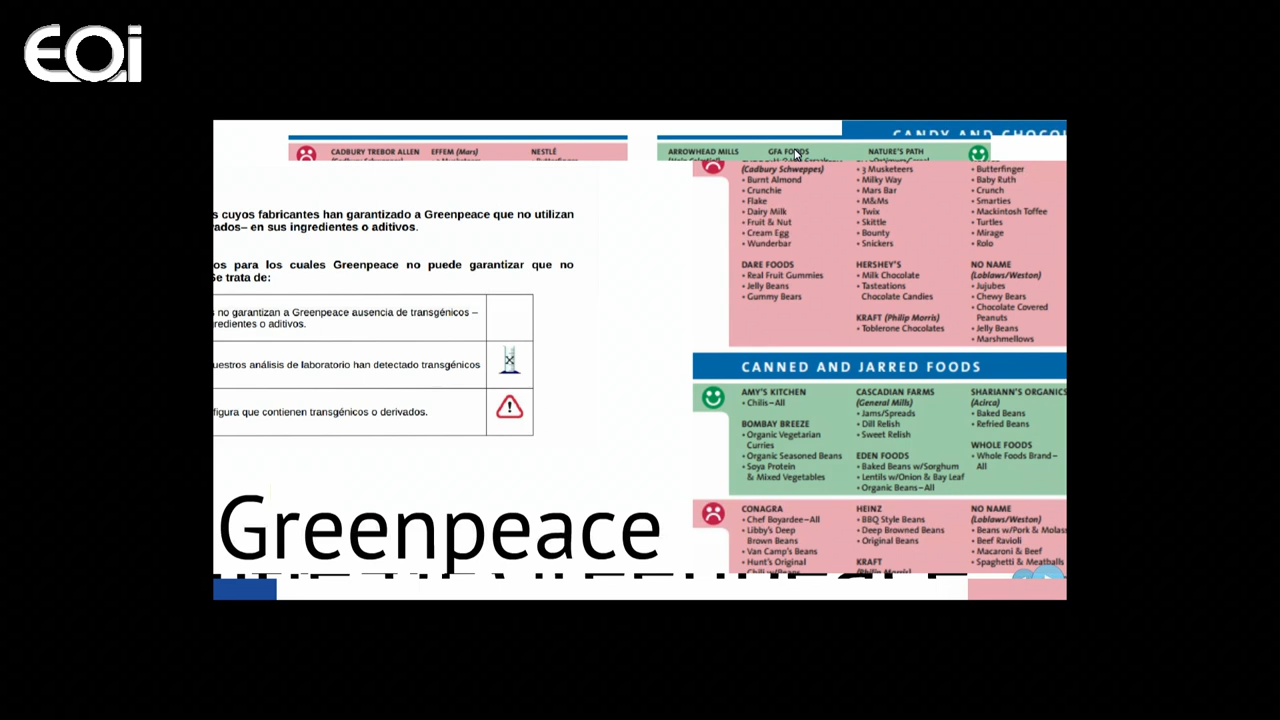 EOi
CANDY AND CHOCOL
CADBURY TREBOR ALLEN EFFEM (Mars) NESTLÉ
ARROWHEAD MILLS GFA FOODS NATURE'S PATH
s cuyos fabricantes han garantizado a Greenpeace que no utilizan
rados– en sus ingredientes o aditivos.
os para los cuales Greenpeace no puede garantizar que no
Se trata de:
s no garantizan a Greenpeace ausencia de transgénicos –
redientes o aditivos.
uestros análisis de laboratorio han detectado transgénicos
figura que contienen transgénicos o derivados.
Greenpeace
(Cadbury Schweppes)
• Burnt Almond
• Crunchie
• Flake
• Dairy Milk
• Fruit & Nut
• Cream Egg
• Wunderbar
DARE FOODS
• Real Fruit Gummies
• Jelly Beans
• Gummy Bears
• 3 Musketeers
• Milky Way
• Mars Bar
• M&Ms
• Twix
• Skittle
• Bounty
• Snickers
HERSHEY'S
• Milk Chocolate
• Tasteations
Chocolate Candies
KRAFT (Philip Morris)
• Toblerone Chocolates
• Butterfinger
• Baby Ruth
• Crunch
• Smarties
• Mackintosh Toffee
• Turtles
• Mirage
• Rolo
NO NAME
(Loblaws/Weston)
• Jujubes
• Chewy Bears
• Chocolate Covered
Peanuts
• Jelly Beans
• Marshmellows
CANNED AND JARRED FOODS
AMY'S KITCHEN
• Chilis–All
BOMBAY BREEZE
• Organic Vegetarian
Curries
• Organic Seasoned Beans
• Soya Protein
& Mixed Vegetables
CASCADIAN FARMS
(General Mills)
• Jams/Spreads
• Dill Relish
• Sweet Relish
EDEN FOODS
• Baked Beans w/Sorghum
• Lentils w/Onion & Bay Leaf
• Organic Beans–All
SHARIANN'S ORGANICS
(Acirca)
• Baked Beans
• Refried Beans
WHOLE FOODS
• Whole Foods Brand–
All
CONAGRA
• Chef Boyardee–All
• Libby's Deep
Brown Beans
• Van Camp's Beans
• Hunt's Original
HEINZ
• BBQ Style Beans
• Deep Browned Beans
• Original Beans
KRAFT
(Philip Morris)
NO NAME
(Loblaws/Weston)
• Beans w/Pork & Molas
• Beef Ravioli
• Macaroni & Beef
• Spaghetti & Meatballs